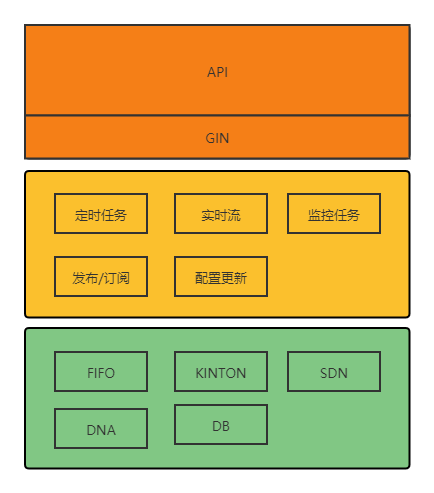 API
GIN
定时任务
实时流
监控任务
发布/订阅
配置更新
FIFO
KINTON
SDN
DNA
DB